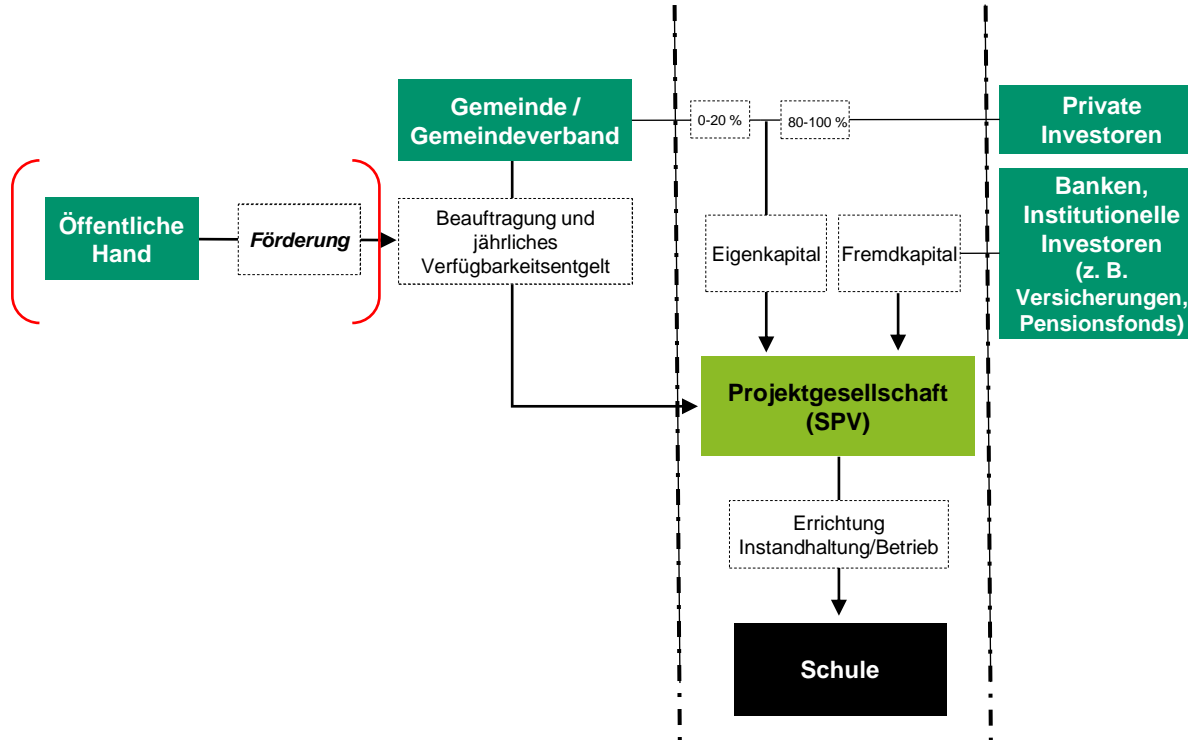 Gemeinde /
Gemeindeverband
0-20 %
80-100 %
Private
Investoren
Öffentliche
Hand
Förderung
Beauftragung und
jährliches
Verfügbarkeitsentgelt
Eigenkapital
Fremdkapital
Banken,
Institutionelle
Investoren
(z. B.
Versicherungen,
Pensionsfonds)
Projektgesellschaft
(SPV)
Errichtung
Instandhaltung/Betrieb
Schule